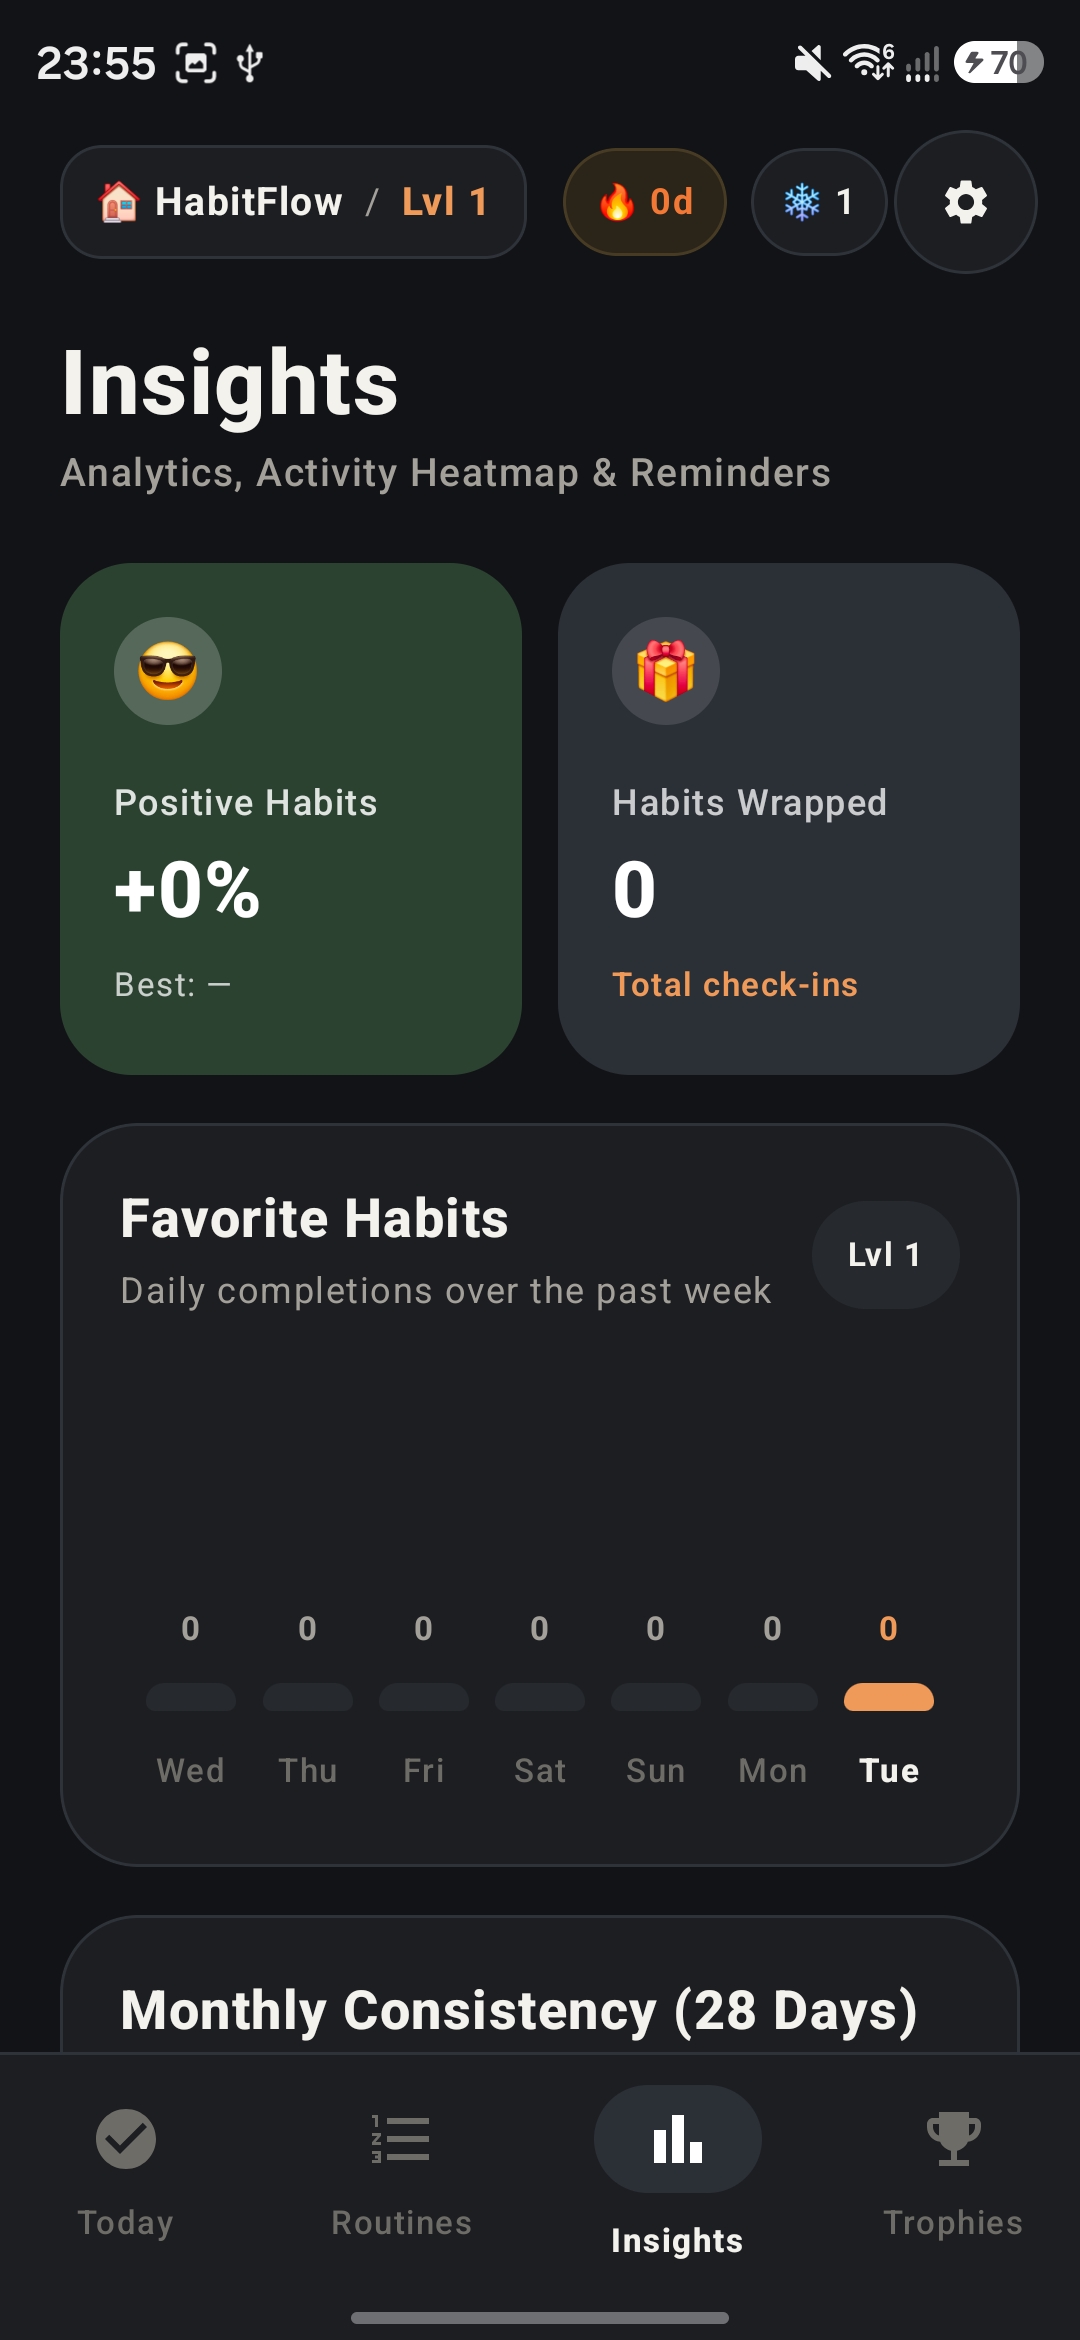 23:55 6 70
🏠 HabitFlow / Lvl 1 🔥 0d ❄️ 1
Insights
Analytics, Activity Heatmap & Reminders
Positive Habits
+0%
Best: —
Habits Wrapped
0
Total check-ins
Favorite Habits
Daily completions over the past week
Lvl 1
0 0 0 0 0 0 0
Wed Thu Fri Sat Sun Mon Tue
Monthly Consistency (28 Days)
Today Routines Insights Trophies